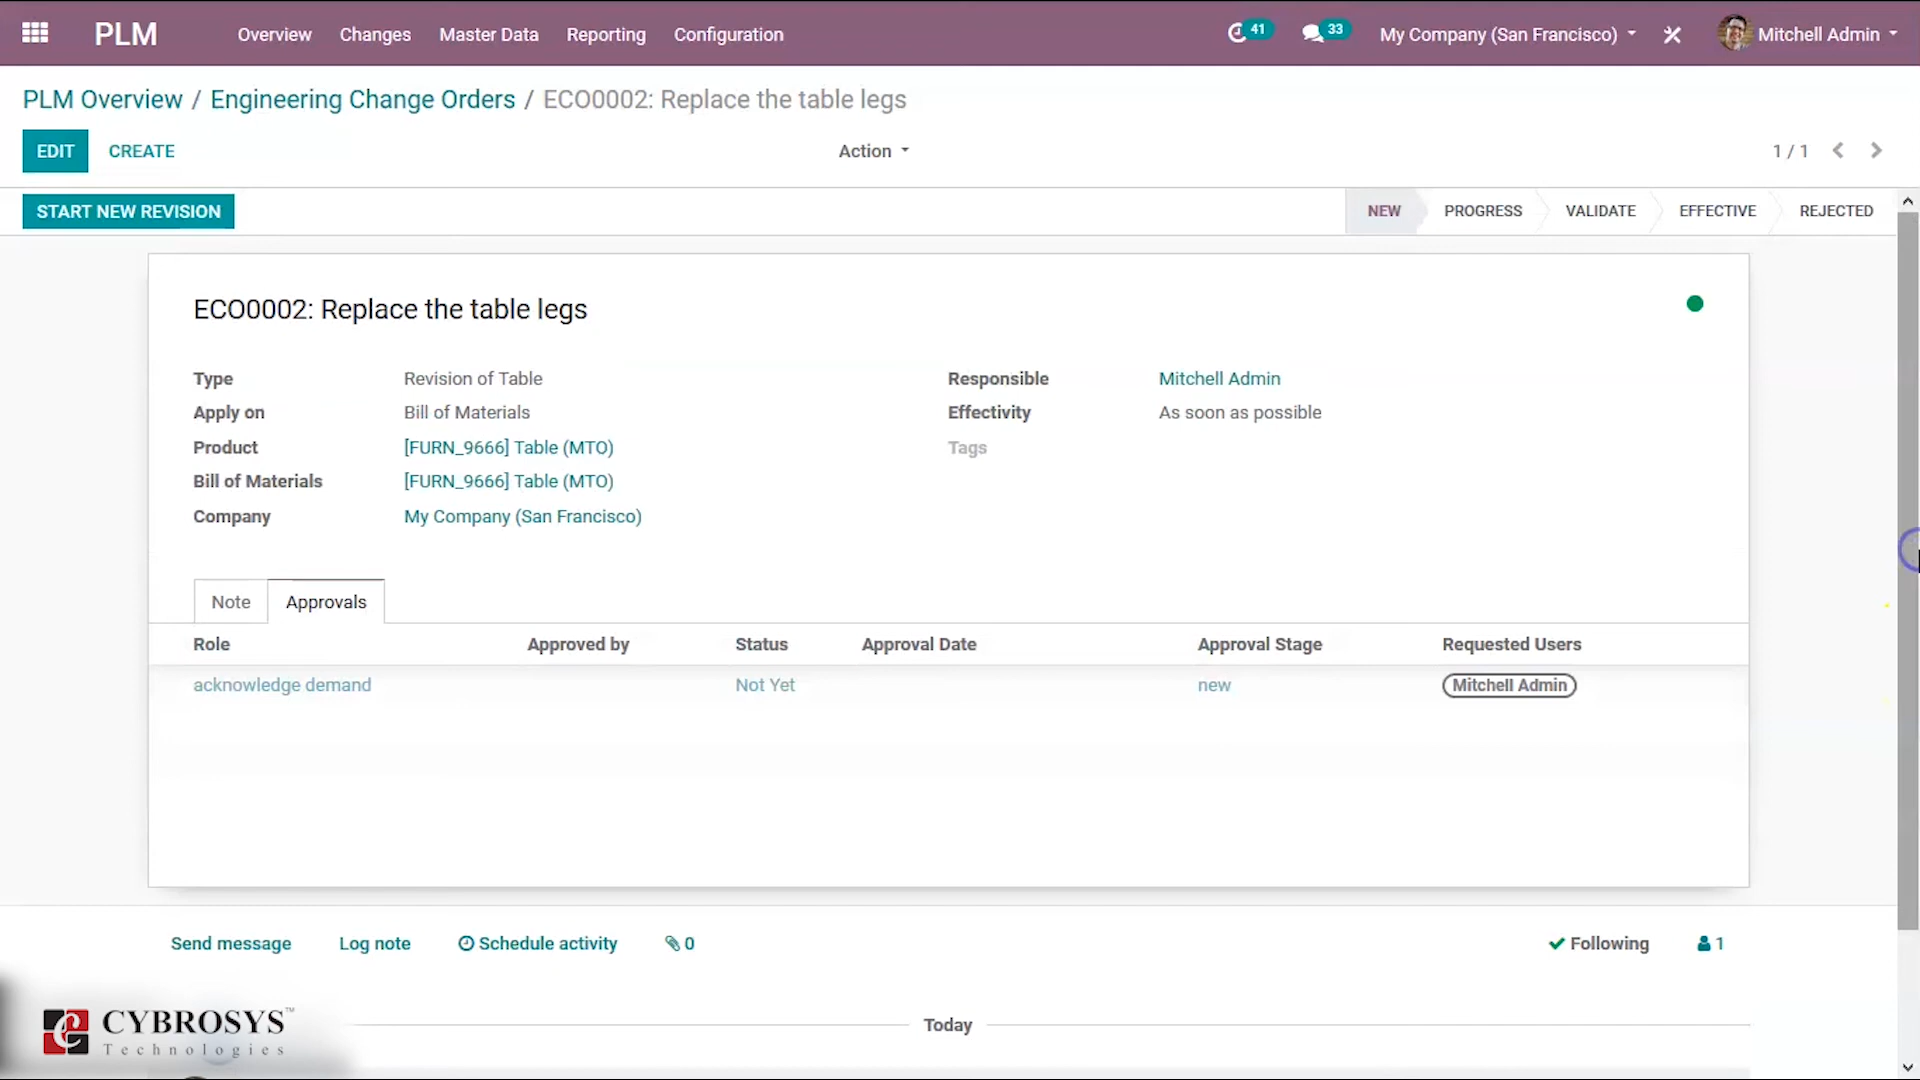 PLM Overview Changes Master Data Reporting Configuration 41 33 My Company (San Francisco) Mitchell Admin
PLM Overview / Engineering Change Orders / ECO0002: Replace the table legs
EDIT CREATE Action 1 / 1
START NEW REVISION NEW PROGRESS VALIDATE EFFECTIVE REJECTED
ECO0002: Replace the table legs
Type Revision of Table Responsible Mitchell Admin
Apply on Bill of Materials Effectivity As soon as possible
Product [FURN_9666] Table (MTO) Tags
Bill of Materials [FURN_9666] Table (MTO)
Company My Company (San Francisco)
Note Approvals
Role Approved by Status Approval Date Approval Stage Requested Users
acknowledge demand Not Yet new Mitchell Admin
Send message Log note Schedule activity 0 Following 1
CYBROSYS™
Technologies
Today